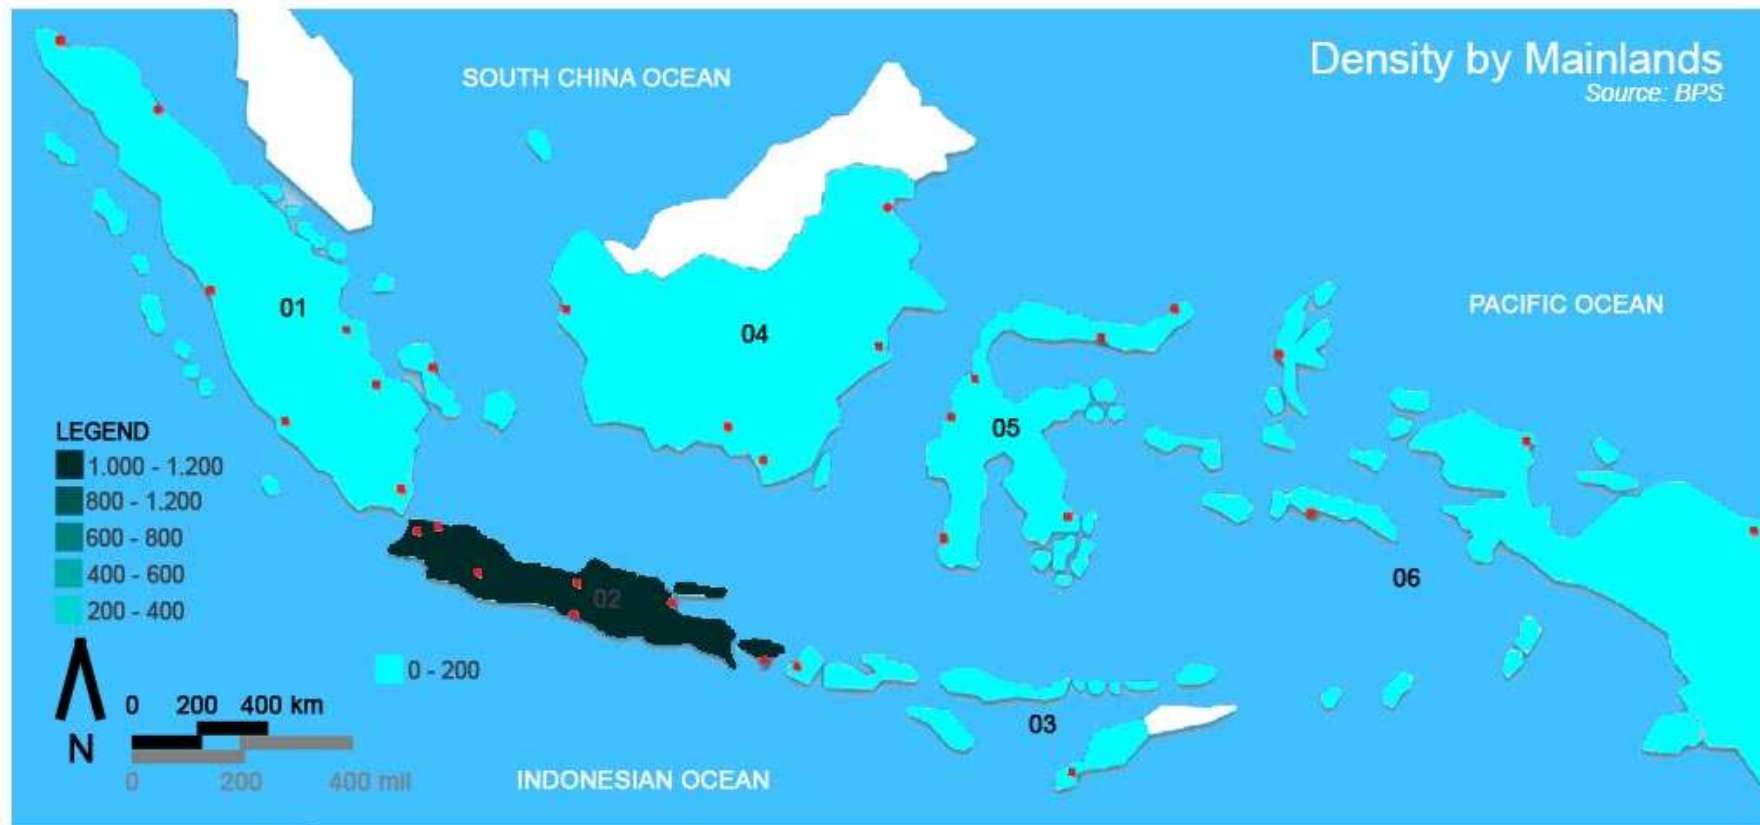 Density by Mainlands
Source: BPS
SOUTH CHINA OCEAN
PACIFIC OCEAN
01
04
05
06
02
03
LEGEND
1.000 - 1.200
800 - 1.200
600 - 800
400 - 600
200 - 400
0 - 200
0 200 400 km
N
0 200 400 mil
INDONESIAN OCEAN